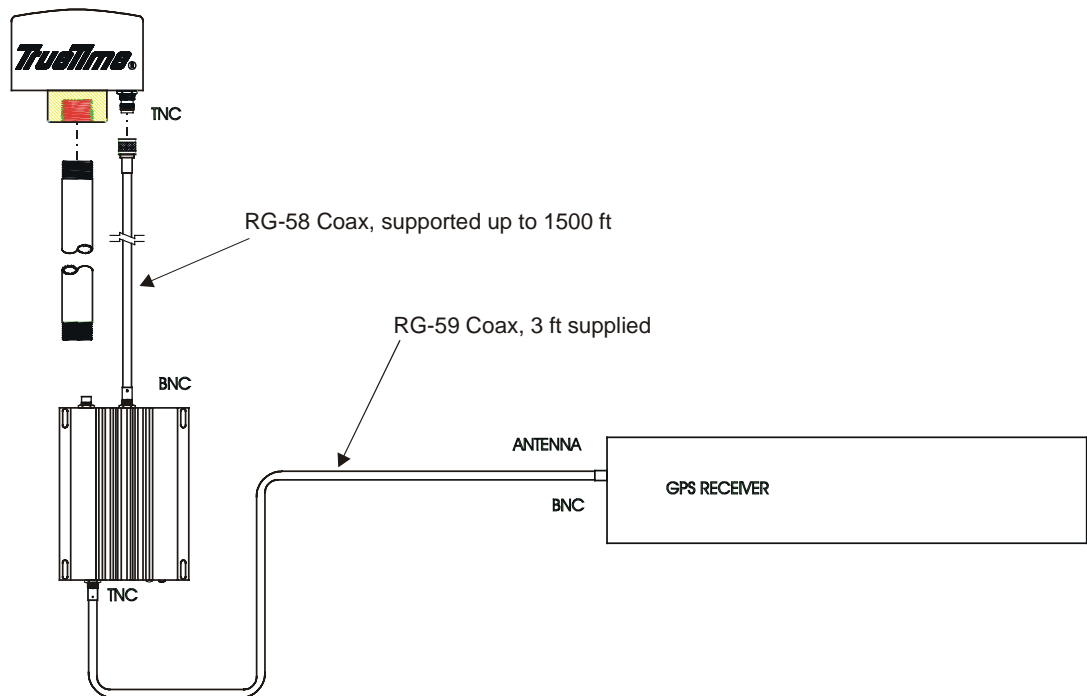 TrueTime®
TNC
RG-58 Coax, supported up to 1500 ft
RG-59 Coax, 3 ft supplied
BNC
ANTENNA
GPS RECEIVER
BNC
TNC